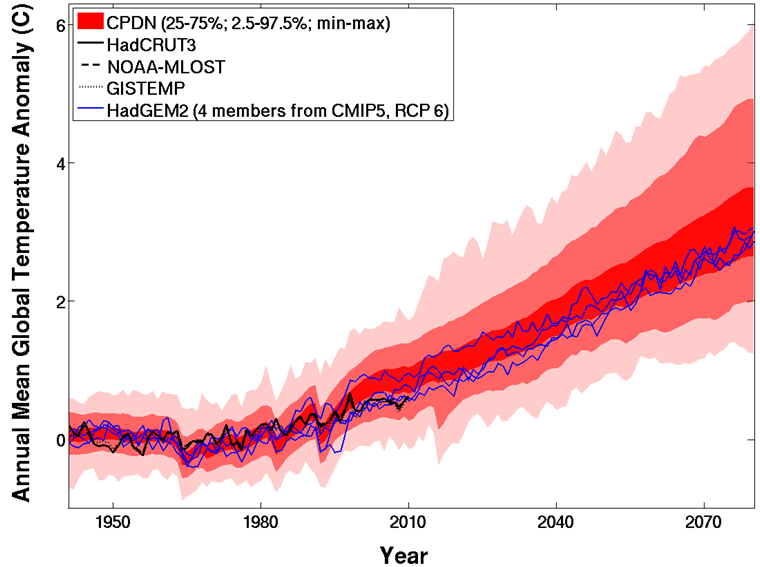 6
CPDN (25-75%; 2.5-97.5%; min-max)
HadCRUT3
NOAA-MLOST
GISTEMP
HadGEM2 (4 members from CMIP5, RCP 6)
4
2
0
Annual Mean Global Temperature Anomaly (C)
1950 1980 2010 2040 2070
Year